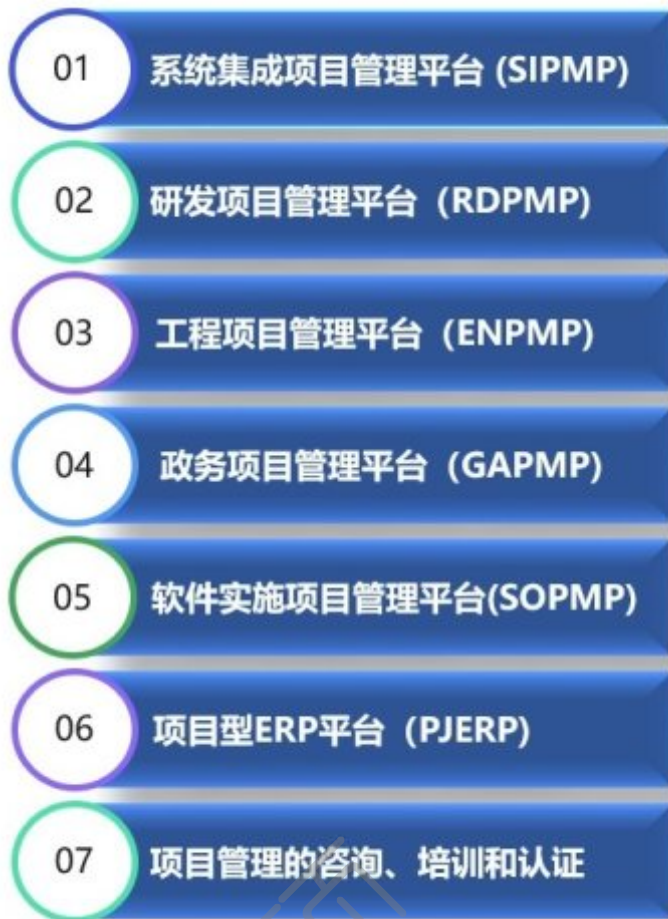 01 系统集成项目管理平台 (SIPMP)
02 研发项目管理平台（RDPMP)
03 工程项目管理平台（ENPMP)
04 政务项目管理平台（GAPMP)
05 软件实施项目管理平台(SOPMP)
06 项目型ERP平台（PJERP)
07 项目管理的咨询、培训和认证